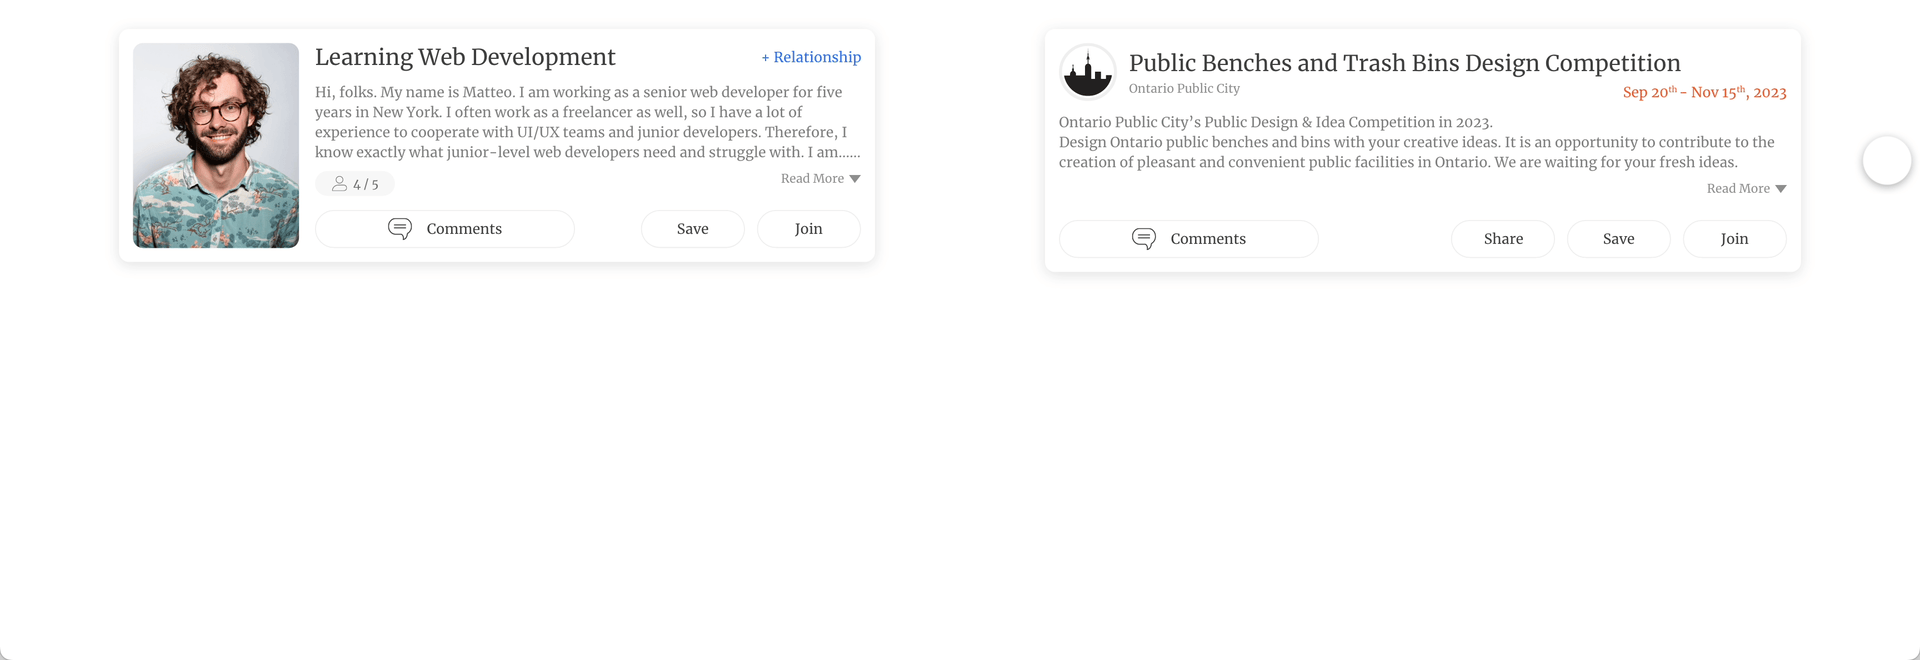 Learning Web Development
+ Relationship
Hi, folks. My name is Matteo. I am working as a senior web developer for five
years in New York. I often work as a freelancer as well, so I have a lot of
experience to cooperate with UI/UX teams and junior developers. Therefore, I
know exactly what junior-level web developers need and struggle with. I am......
4 / 5
Read More
Comments
Save
Join
Public Benches and Trash Bins Design Competition
Ontario Public City
Sep 20th - Nov 15th, 2023
Ontario Public City’s Public Design & Idea Competition in 2023.
Design Ontario public benches and bins with your creative ideas. It is an opportunity to contribute to the
creation of pleasant and convenient public facilities in Ontario. We are waiting for your fresh ideas.
Read More
Comments
Share
Save
Join